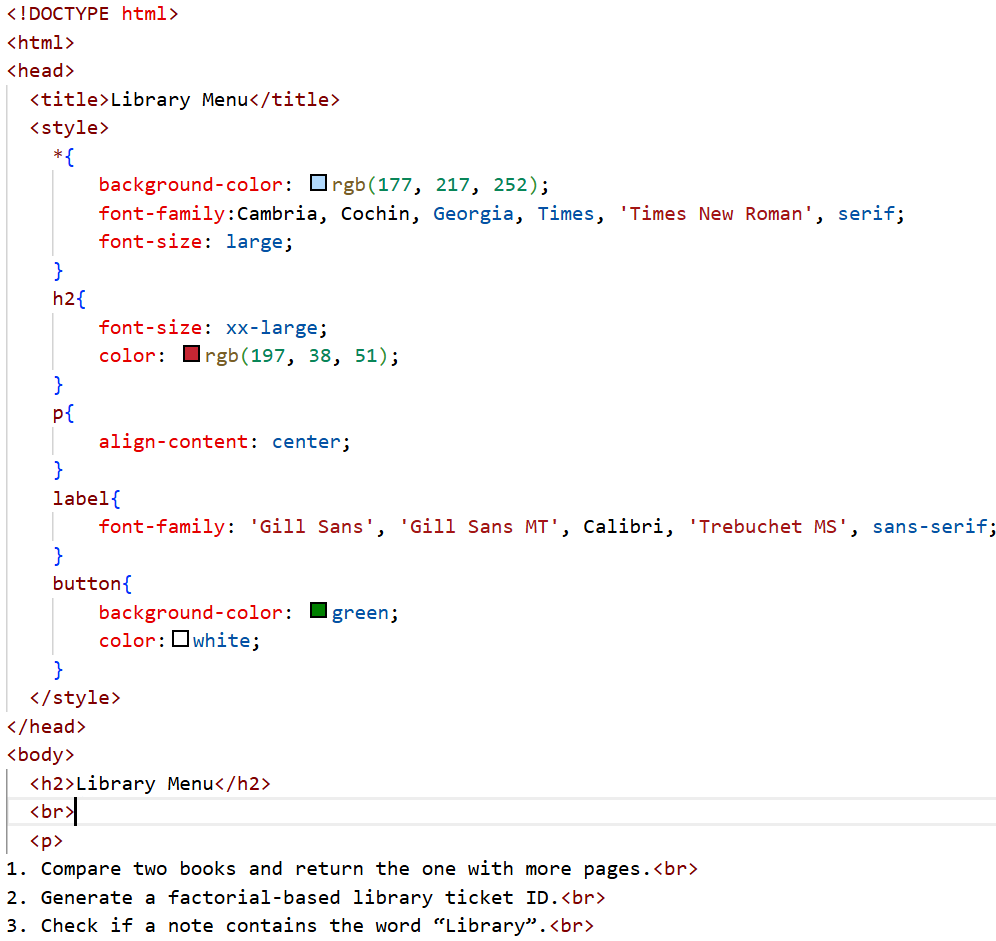 <!DOCTYPE html>
<html>
<head>
  <title>Library Menu</title>
  <style>
    *{
        background-color: rgb(177, 217, 252);
        font-family:Cambria, Cochin, Georgia, Times, 'Times New Roman', serif;
        font-size: large;
    }
    h2{
        font-size: xx-large;
        color: rgb(197, 38, 51);
    }
    p{
        align-content: center;
    }
    label{
        font-family: 'Gill Sans', 'Gill Sans MT', Calibri, 'Trebuchet MS', sans-serif;
    }
    button{
        background-color: green;
        color:white;
    }
  </style>
</head>
<body>
  <h2>Library Menu</h2>
  <br>
  <p>
1. Compare two books and return the one with more pages.<br>
2. Generate a factorial-based library ticket ID.<br>
3. Check if a note contains the word “Library”.<br>